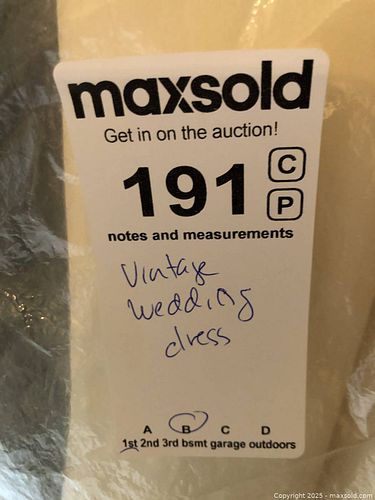 maxsold
Get in on the auction!
191 C
P
notes and measurements
Vintage
wedding
dress
A B C D
1st 2nd 3rd bsmt garage outdoors
Copyright 2025 - maxsold.com